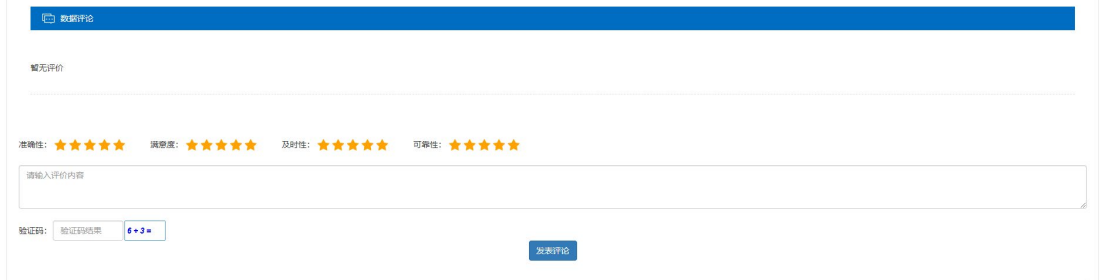 数据评论
暂无评价
准确性： 满意度： 及时性： 可靠性：
请输入评价内容
验证码： 验证码结果 6+3=
发表评论